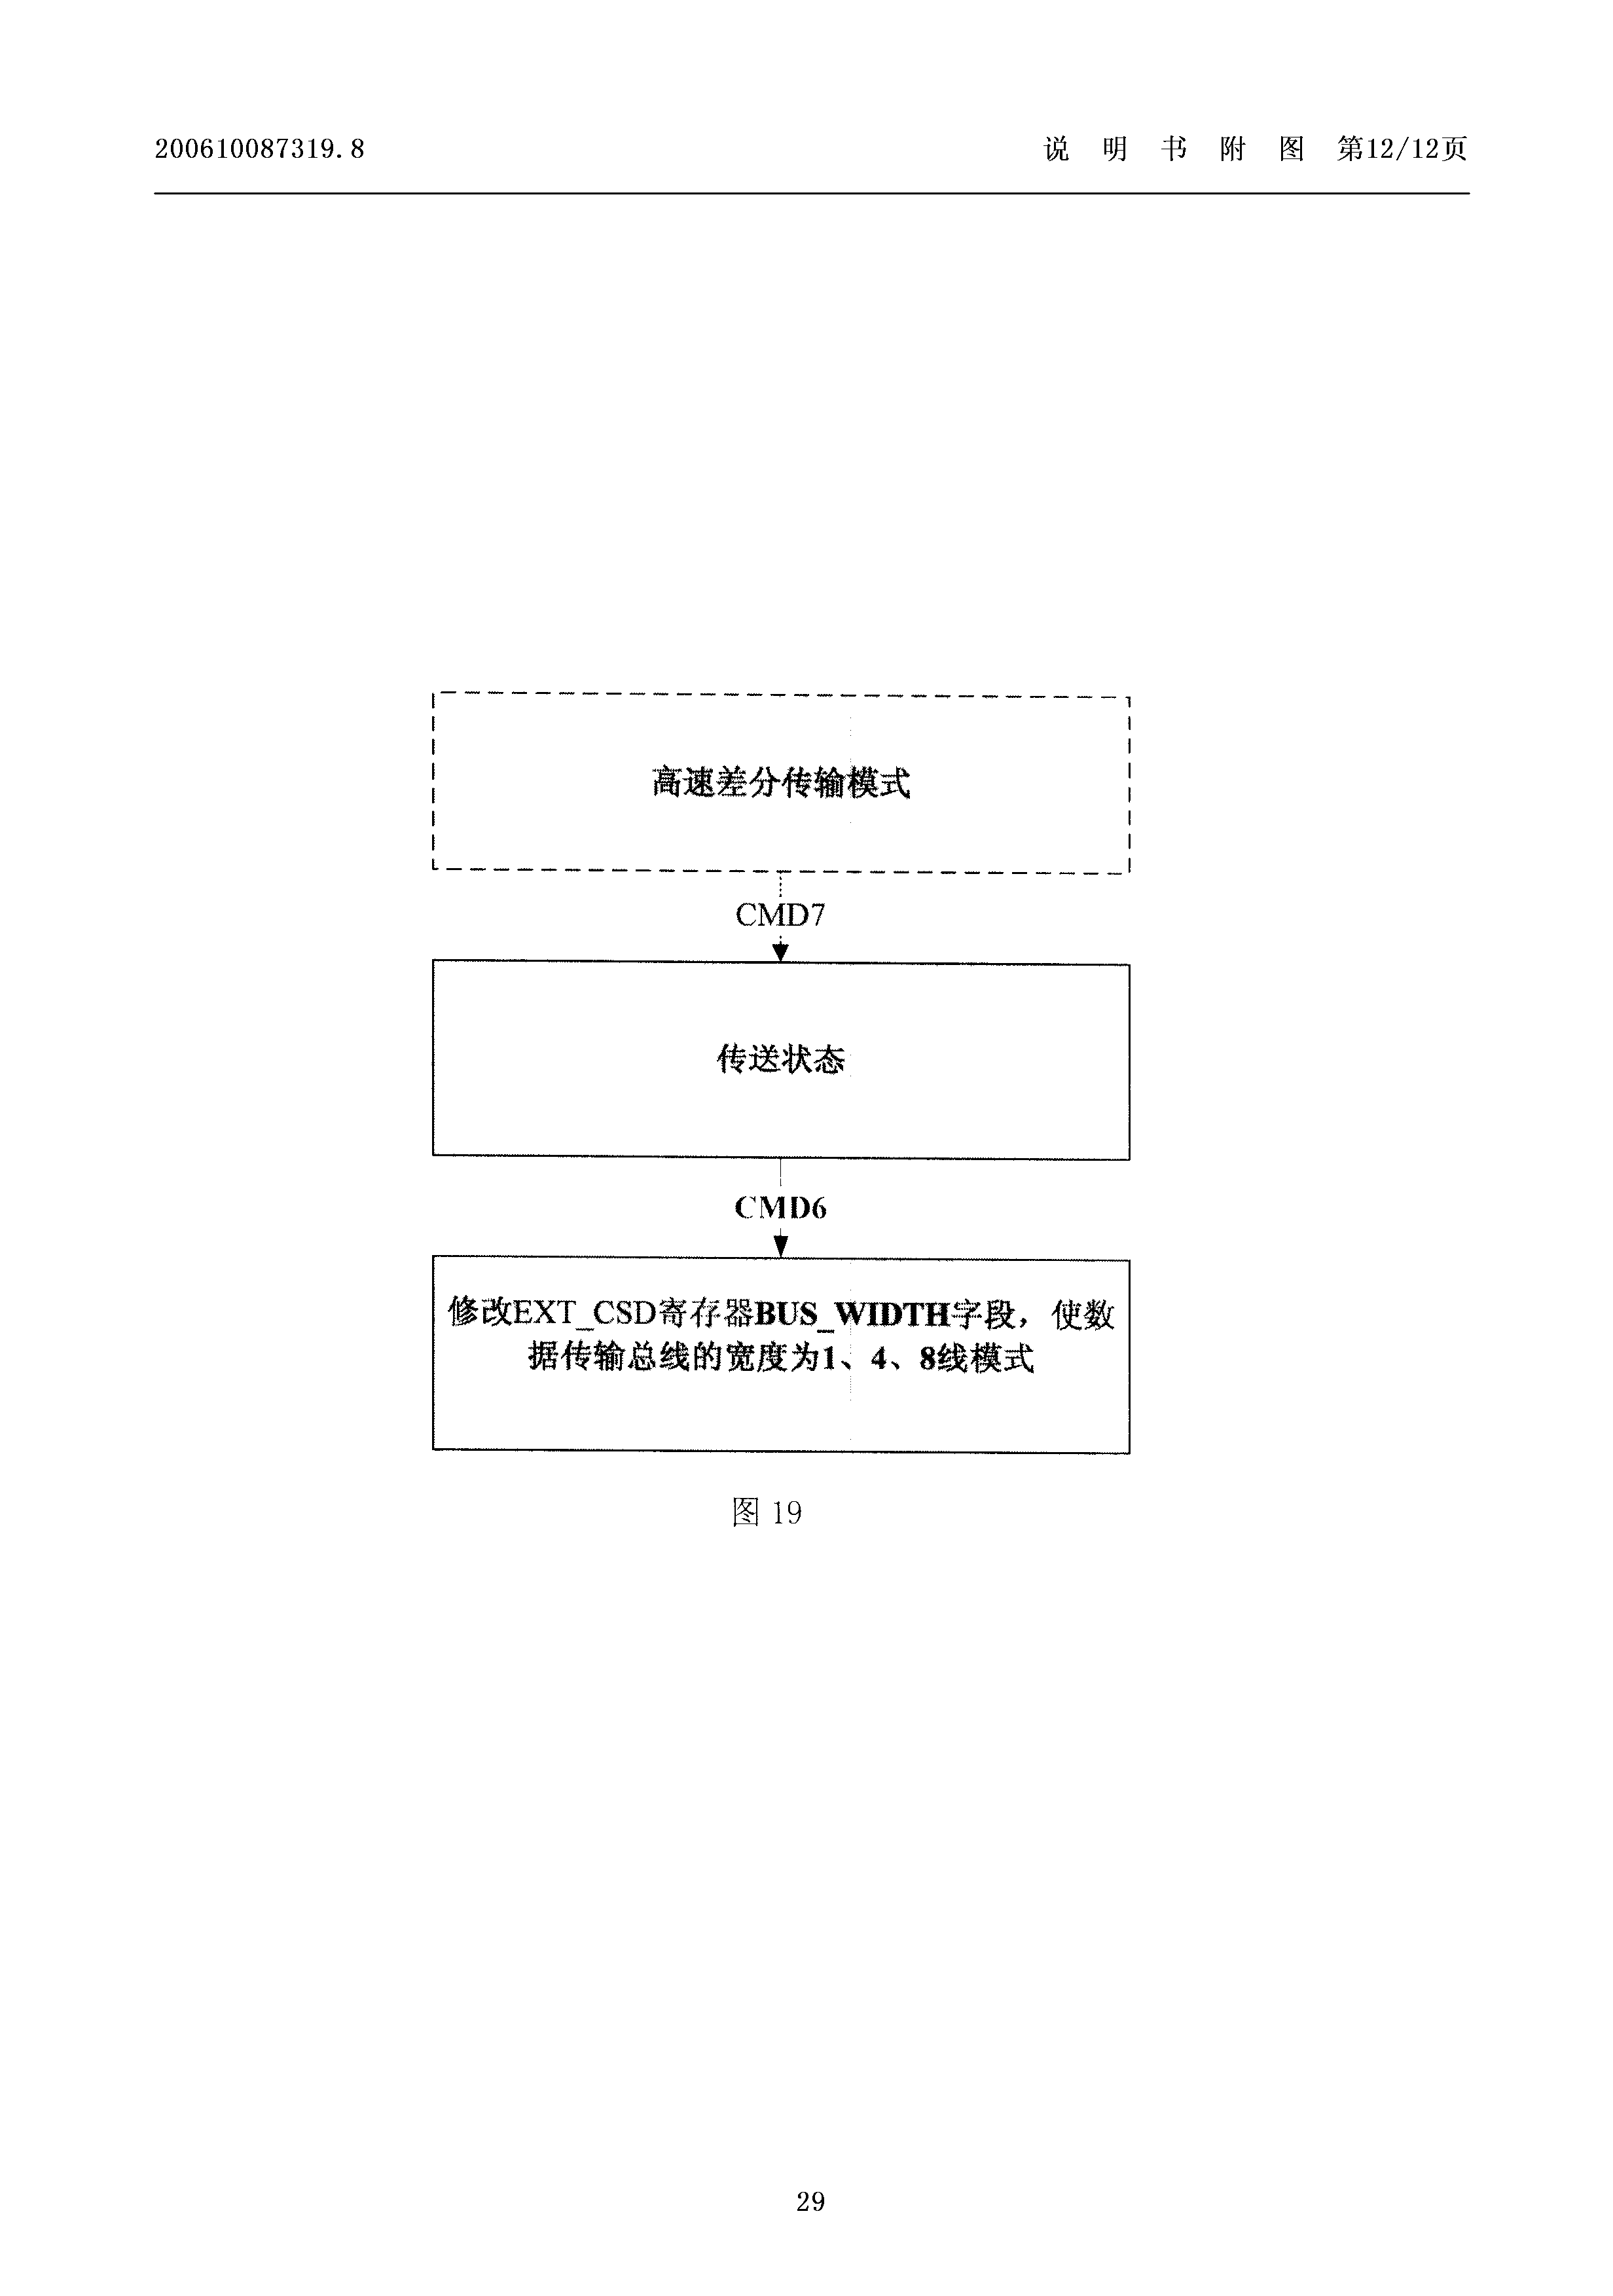 200610087319.8
说 明 书 附 图 第12/12页
高速差分传输模式
CMD7
传送状态
CMD6
修改EXT_CSD寄存器BUS_WIDTH字段，使数
据传输总线的宽度为1、4、8线模式
图 19
29